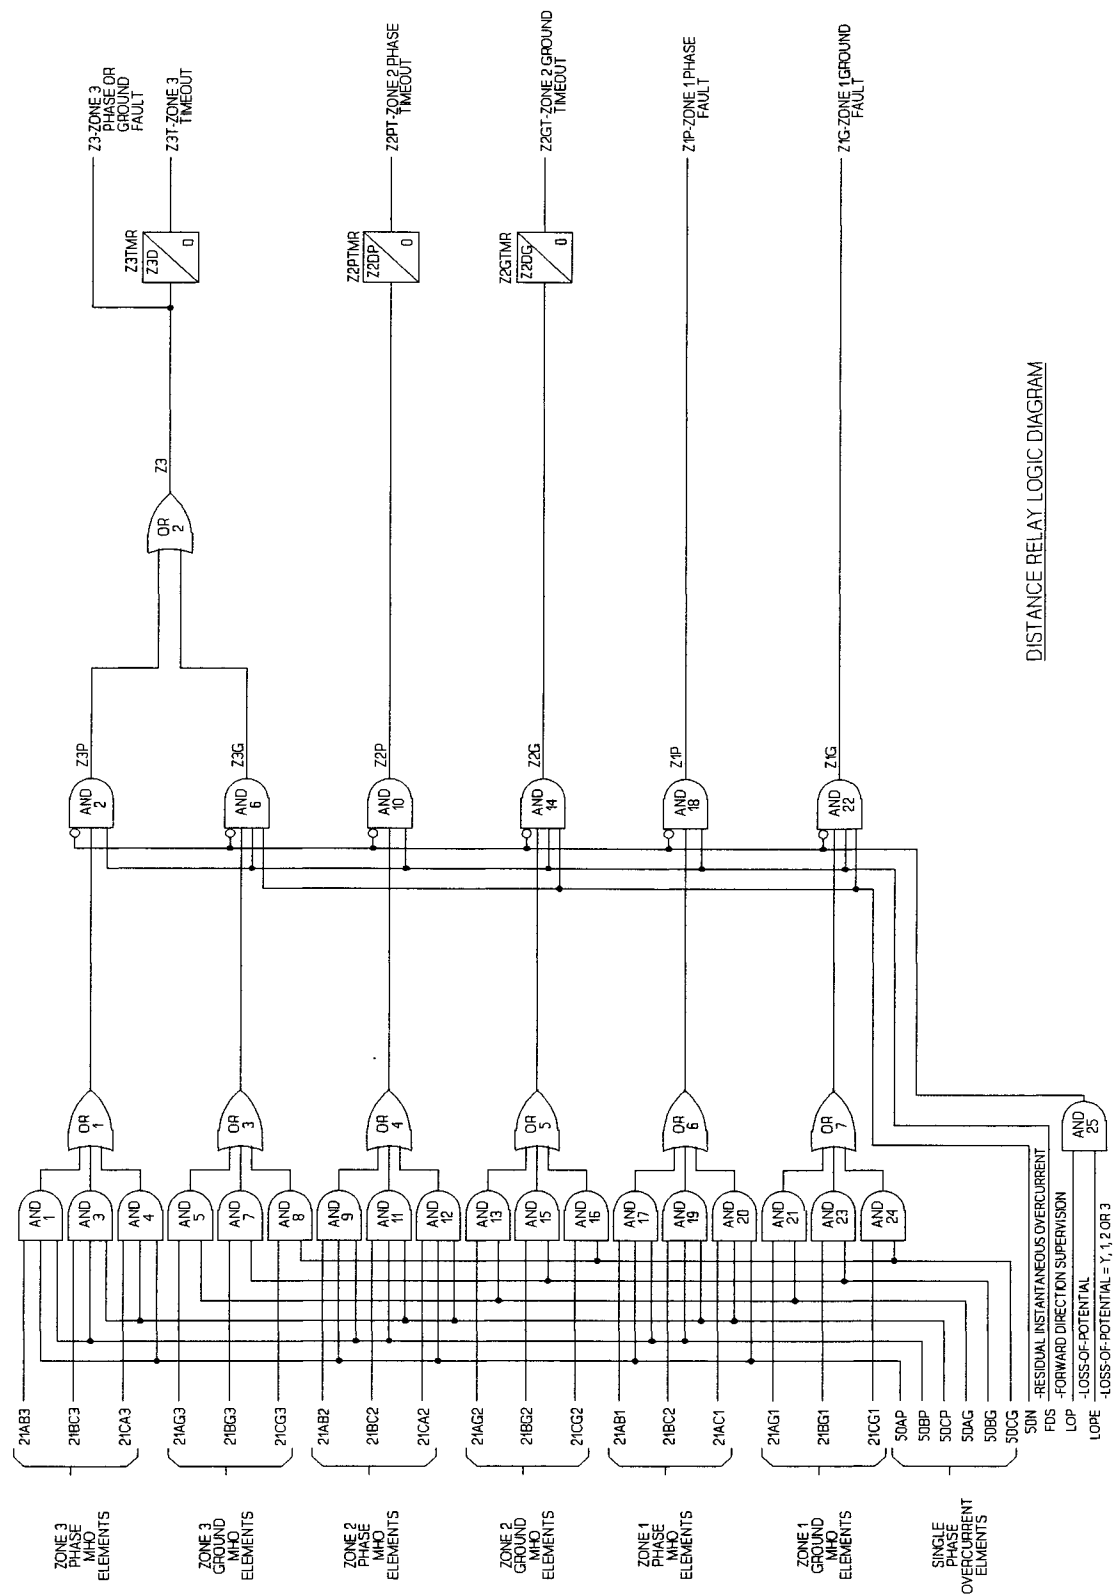 ZONE 3
PHASE
MHO
ELEMENTS
21AB3
21BC3
21CA3
ZONE 3
GROUND
MHO
ELEMENTS
21AG3
21BG3
21CG3
ZONE 2
PHASE
MHO
ELEMENTS
21AB2
21BC2
21CA2
ZONE 2
GROUND
MHO
ELEMENTS
21AG2
21BG2
21CG2
ZONE 1
PHASE
MHO
ELEMENTS
21AB1
21BC2
21AC1
ZONE 1
GROUND
MHO
ELEMENTS
21AG1
21BG1
21CG1
SINGLE
PHASE
OVERCURRENT
ELMENTS
50AP
50BP
50CP
50AG
50BG
50CG
50N -RESIDUAL INSTANTANEOUS OVERCURRENT
FDS -FORWARD DIRECTION SUPERVISION
LOP -LOSS-OF-POTENTIAL
LOPE -LOSS-OF-POTENTIAL = Y, 1, 2 OR 3
AND
1
AND
3
AND
4
AND
5
AND
7
AND
8
AND
9
AND
11
AND
12
AND
13
AND
15
AND
16
AND
17
AND
19
AND
20
AND
21
AND
23
AND
24
AND
25
OR
1
OR
3
OR
4
OR
5
OR
6
OR
7
AND
2
Z3P
AND
6
Z3G
AND
10
Z2P
AND
14
Z2G
AND
18
Z1P
AND
22
Z1G
OR
2
Z3
Z3TMR
Z3D
0
Z2PTMR
Z2DP
0
Z2GTMR
Z2DG
0
Z3-ZONE 3
PHASE OR
GROUND
FAULT
Z3T-ZONE 3
TIMEOUT
Z2PT-ZONE 2 PHASE
TIMEOUT
Z2GT-ZONE 2 GROUND
TIMEOUT
Z1P-ZONE 1 PHASE
FAULT
Z1G-ZONE 1 GROUND
FAULT
DISTANCE RELAY LOGIC DIAGRAM